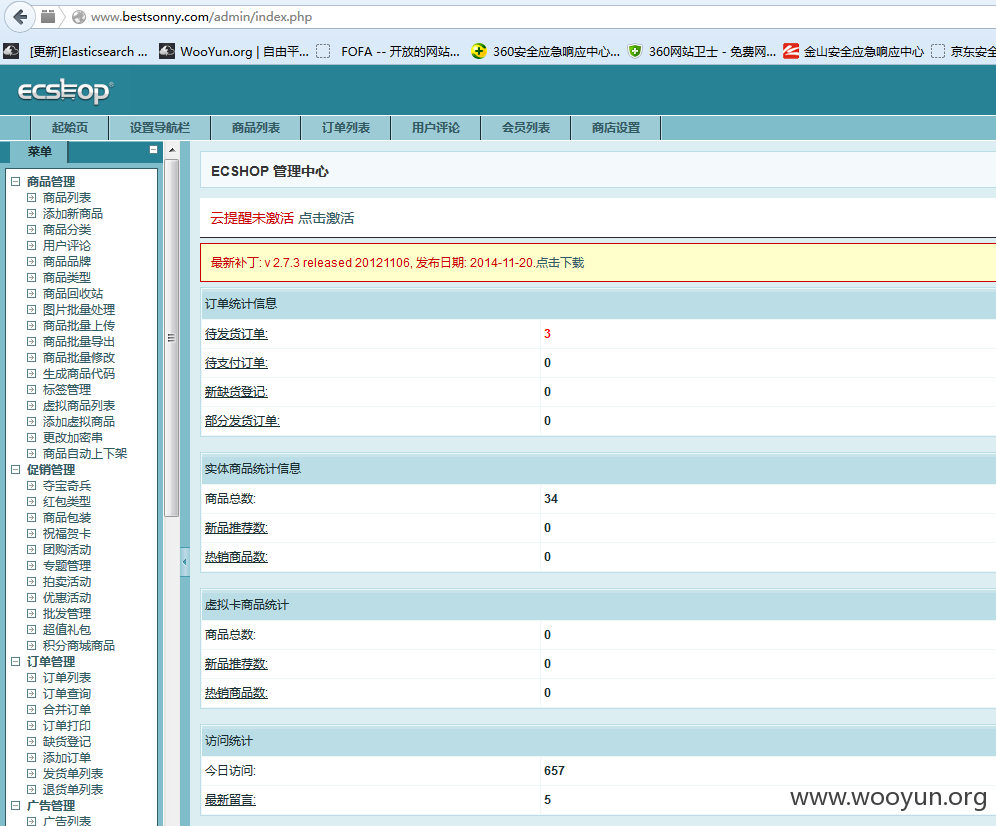 www.bestsonny.com/admin/index.php
[更新]Elasticsearch ... WooYun.org | 自由平... FOFA -- 开放的网站... 360安全应急响应中心... 360网站卫士 - 免费网... 金山安全应急响应中心 京东安全
ecshop
起始页 设置导航栏 商品列表 订单列表 用户评论 会员列表 商店设置
菜单
商品管理
商品列表
添加新商品
商品分类
用户评论
商品品牌
商品类型
商品回收站
图片批量处理
商品批量上传
商品批量导出
商品批量修改
生成商品代码
标签管理
虚拟商品列表
添加虚拟商品
更改加密串
商品自动上下架
促销管理
夺宝奇兵
红包类型
商品包装
祝福贺卡
团购活动
专题管理
拍卖活动
优惠活动
批发管理
超值礼包
积分商城商品
订单管理
订单列表
订单查询
合并订单
订单打印
缺货登记
添加订单
发货单列表
退货单列表
广告管理
广告列表
ECSHOP 管理中心
云提醒未激活 点击激活
最新补丁: v 2.7.3 released 20121106, 发布日期: 2014-11-20.点击下载
订单统计信息
待发货订单: 3
待支付订单: 0
新缺货登记: 0
部分发货订单: 0
实体商品统计信息
商品总数: 34
新品推荐数: 0
热销商品数: 0
虚拟卡商品统计
商品总数: 0
新品推荐数: 0
热销商品数: 0
访问统计
今日访问: 657
最新留言: 5
www.wooyun.org